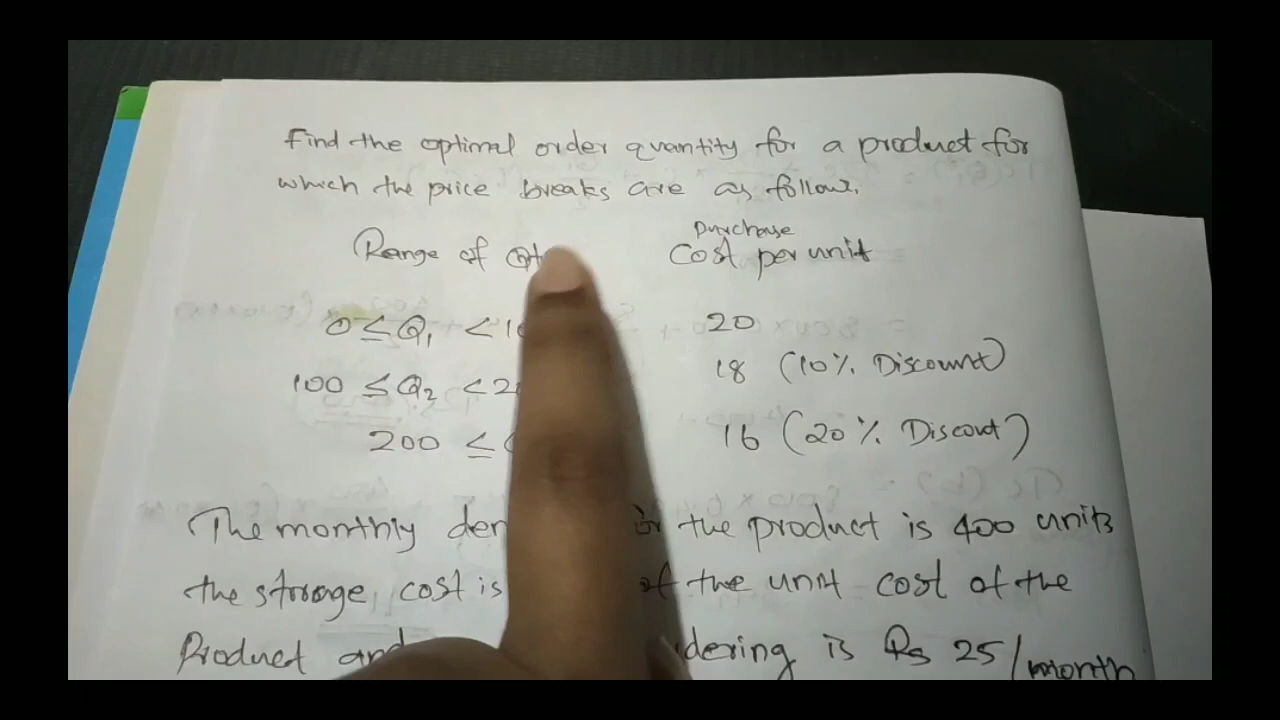 Find the optimal order quantity for a product for
which the price breaks are as follow.
Range of Purchase
Cost per unit
0 ≤ Q₁ < 20
100 ≤ Q₂ < 18 (10% Discount)
200 ≤ 16 (20% Discout)
The monthly the product is 400 units
the storage cost is of the unit cost of the
Product and is Rs 25/month